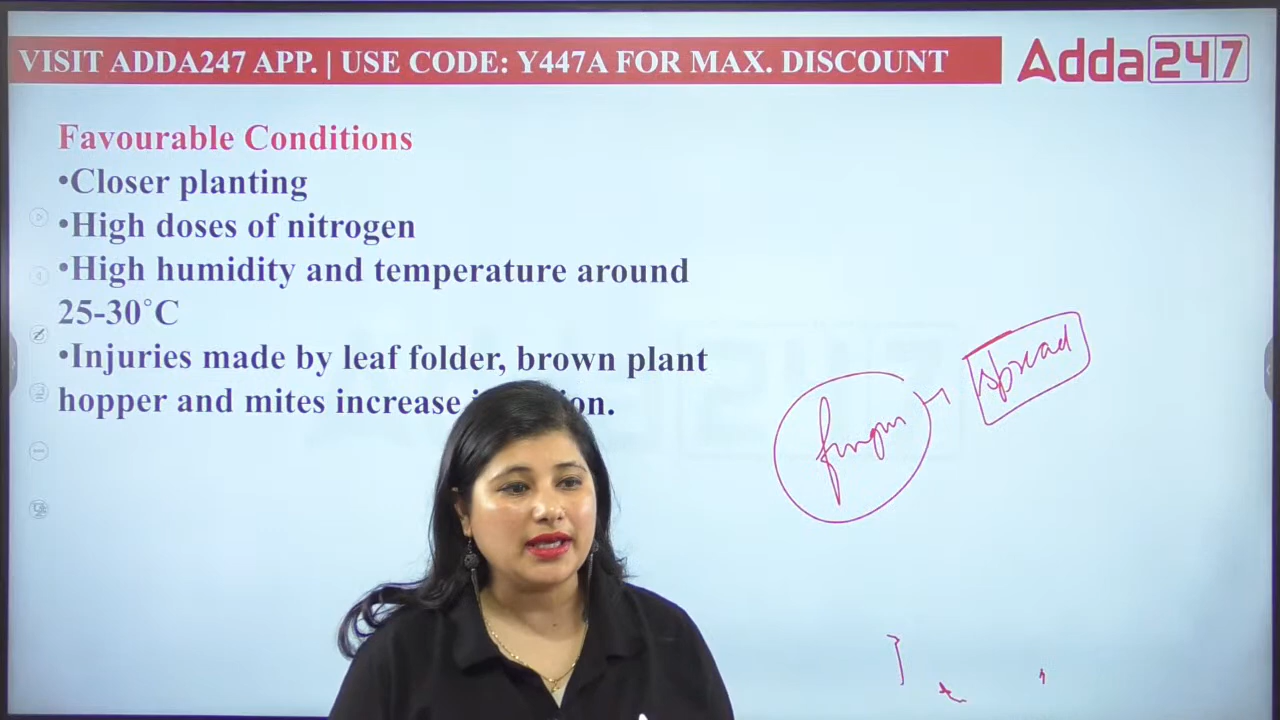 VISIT ADDA247 APP. | USE CODE: Y447A FOR MAX. DISCOUNT
Adda247
Favourable Conditions
•Closer planting
•High doses of nitrogen
•High humidity and temperature around
25-30°C
•Injuries made by leaf folder, brown plant
hopper and mites increase
fungus
spread